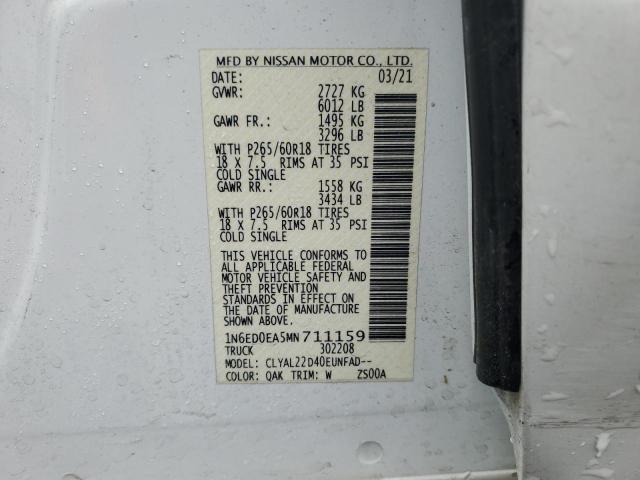 MFD BY NISSAN MOTOR CO., LTD.
DATE: 03/21
GVWR: 2727 KG
6012 LB
GAWR FR.: 1495 KG
3296 LB
WITH P265/60R18 TIRES
18 X 7.5 RIMS AT 35 PSI
COLD SINGLE
GAWR RR.: 1558 KG
3434 LB
WITH P265/60R18 TIRES
18 X 7.5 RIMS AT 35 PSI
COLD SINGLE
THIS VEHICLE CONFORMS TO
ALL APPLICABLE FEDERAL
MOTOR VEHICLE SAFETY AND
THEFT PREVENTION
STANDARDS IN EFFECT ON
THE DATE OF MANUFACTURE
SHOWN ABOVE.
1N6ED0EA5MN711159
TRUCK 302208
MODEL: CLYAL22D40EUNFAD--
COLOR: QAK TRIM: W ZS00A